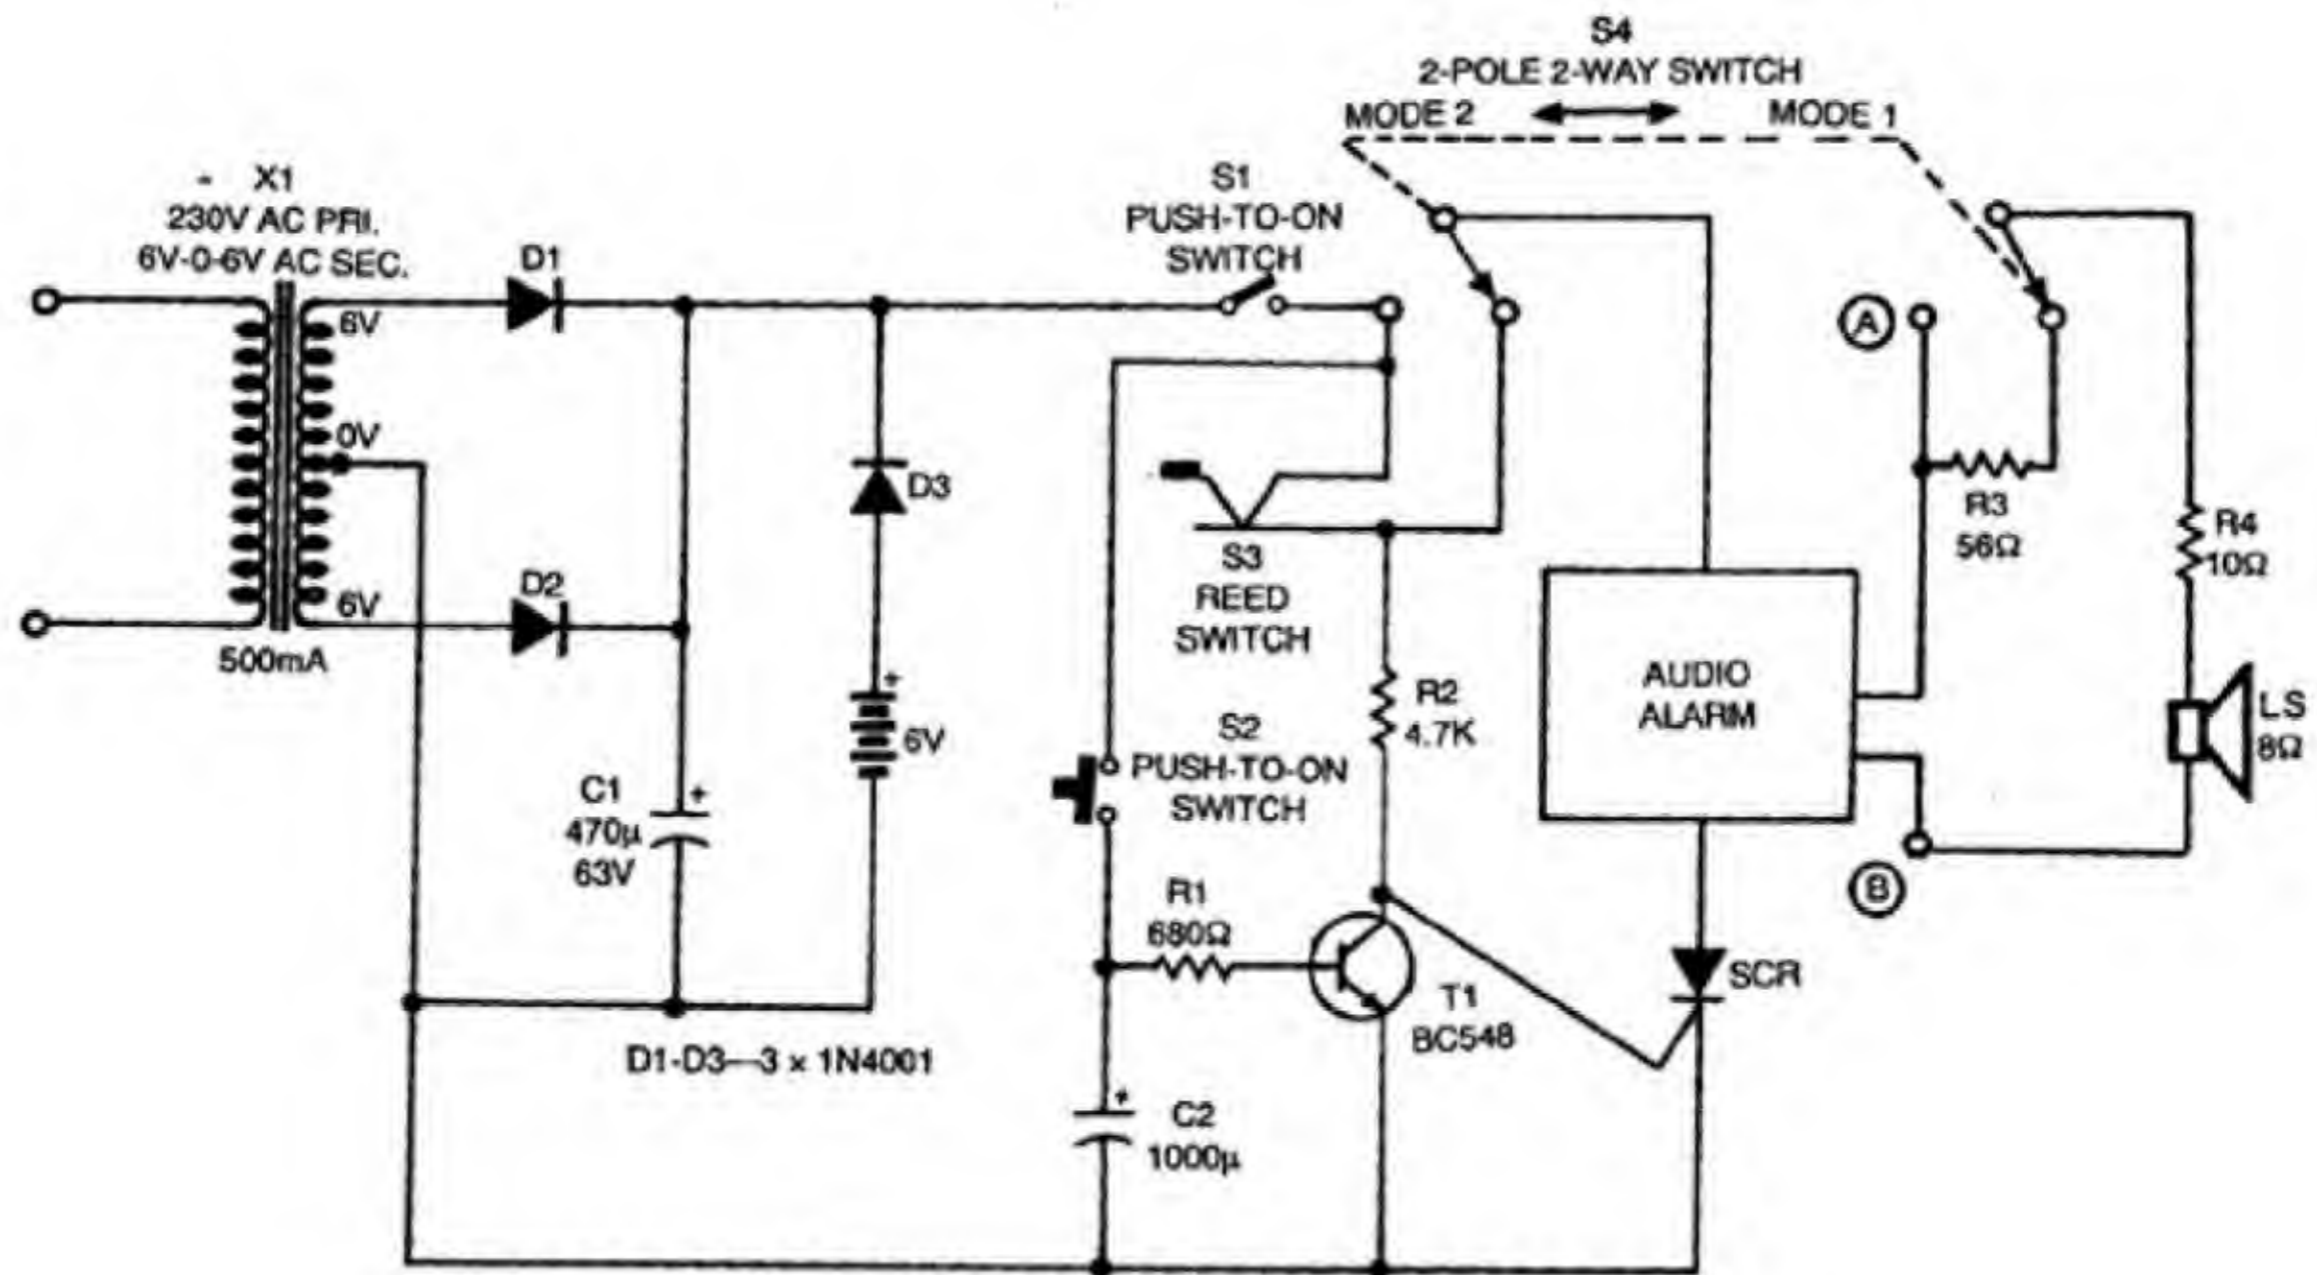 S4
2-POLE 2-WAY SWITCH
MODE 2
MODE 1
X1
230V AC PRI.
6V-0-6V AC SEC.
D1
S1
PUSH-TO-ON
SWITCH
6V
0V
A
D3
R3
56Ω
R4
10Ω
S3
REED
SWITCH
D2
6V
500mA
AUDIO
ALARM
R2
4.7K
LS
8Ω
+
6V
S2
PUSH-TO-ON
SWITCH
C1
470µ
63V
+
R1
680Ω
B
SCR
T1
BC548
D1-D3—3 x 1N4001
+
C2
1000µ